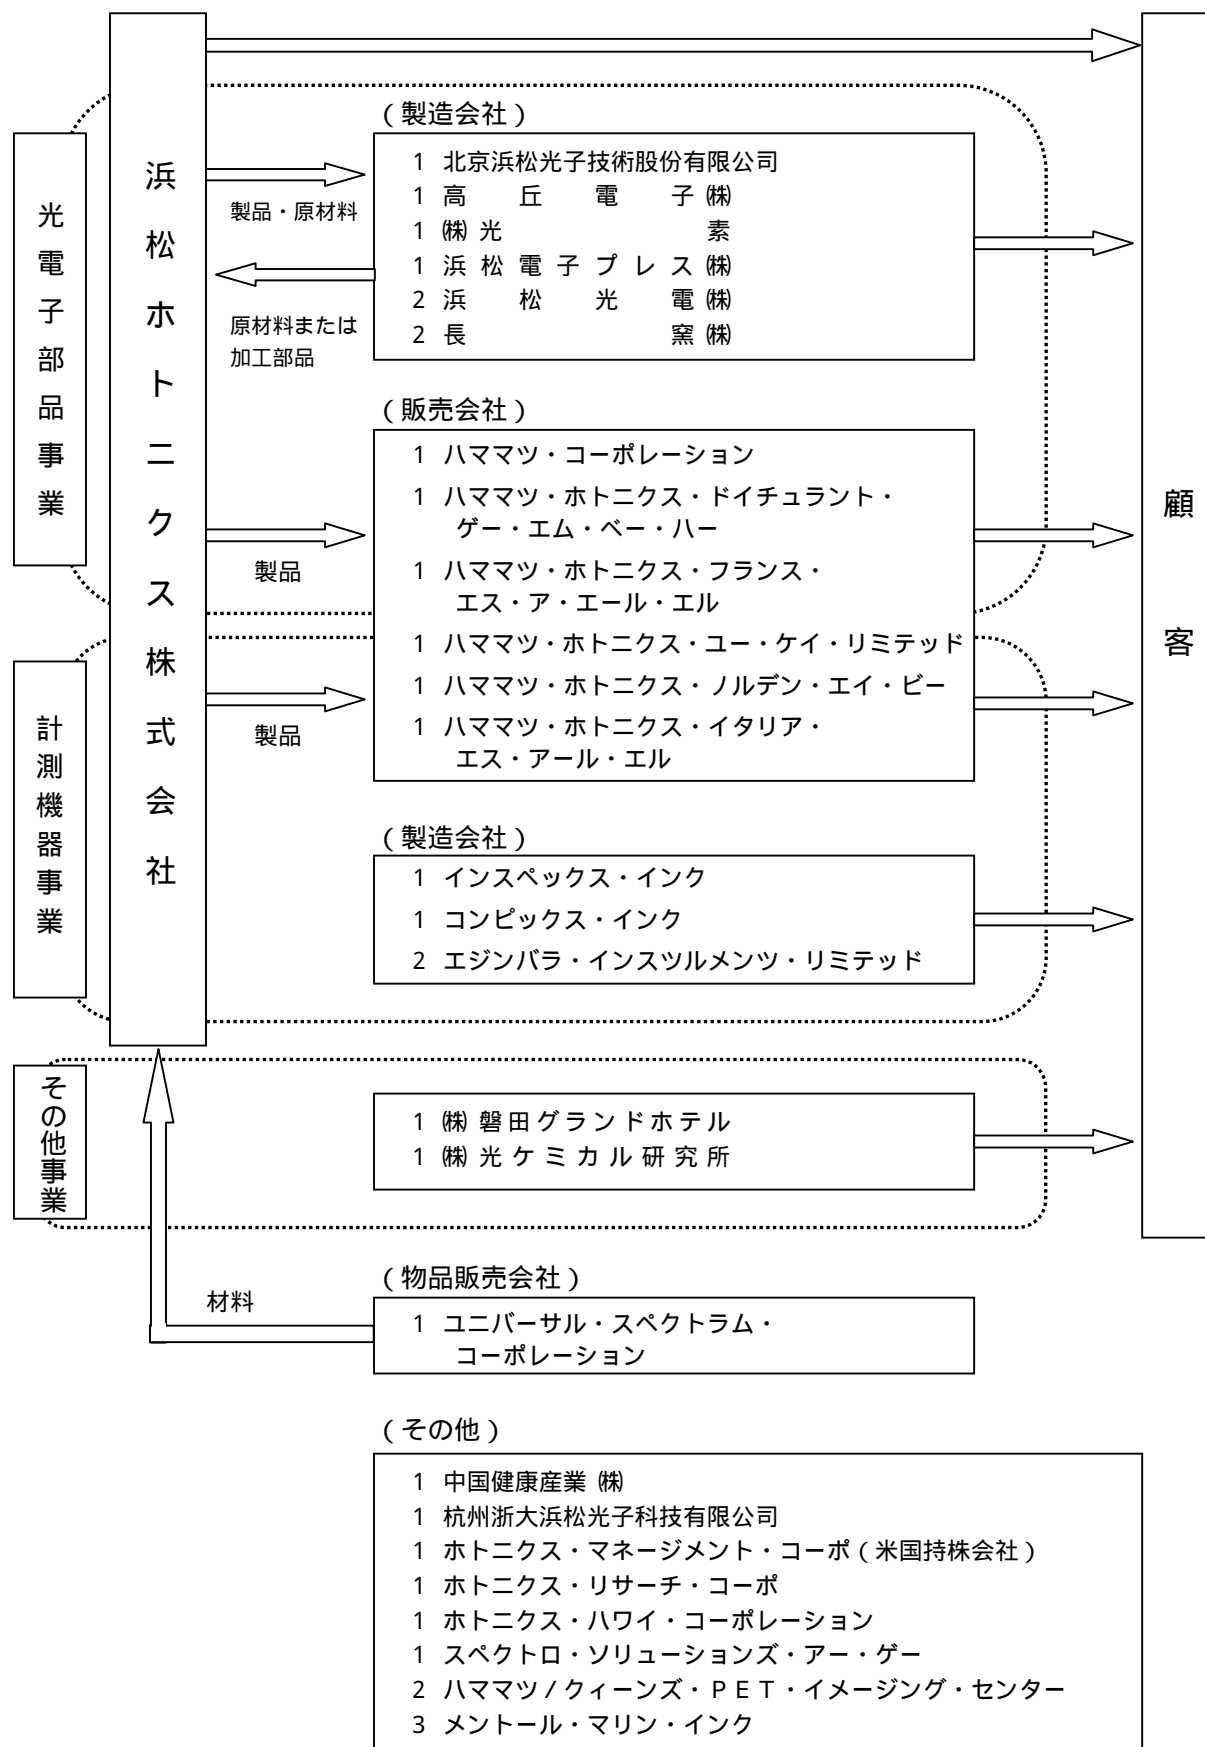 浜松ホトニクス株式会社
光電子部品事業
計測機器事業
その他事業
顧客
(製造会社)
1 北京浜松光子技術股份有限公司
1 高丘電子㈱
1 ㈱光素
1 浜松電子プレス㈱
2 浜松光電㈱
2 長窯㈱
製品・原材料
原材料または
加工部品
(販売会社)
1 ハママツ・コーポレーション
1 ハママツ・ホトニクス・ドイチュラント・
ゲー・エム・ベー・ハー
1 ハママツ・ホトニクス・フランス・
エス・ア・エール・エル
1 ハママツ・ホトニクス・ユー・ケイ・リミテッド
1 ハママツ・ホトニクス・ノルデン・エイ・ビー
1 ハママツ・ホトニクス・イタリア・
エス・アール・エル
製品
製品
(製造会社)
1 インスペックス・インク
1 コンピックス・インク
2 エジンバラ・インスツルメンツ・リミテッド
1 ㈱磐田グランドホテル
1 ㈱光ケミカル研究所
(物品販売会社)
材料
1 ユニバーサル・スペクトラム・
コーポレーション
(その他)
1 中国健康産業㈱
1 杭州浙大浜松光子科技有限公司
1 ホトニクス・マネージメント・コーポ(米国持株会社)
1 ホトニクス・リサーチ・コーポ
1 ホトニクス・ハワイ・コーポレーション
1 スペクトロ・ソリューションズ・アー・ゲー
2 ハママツ/クィーンズ・PET・イメージング・センター
3 メントール・マリン・インク